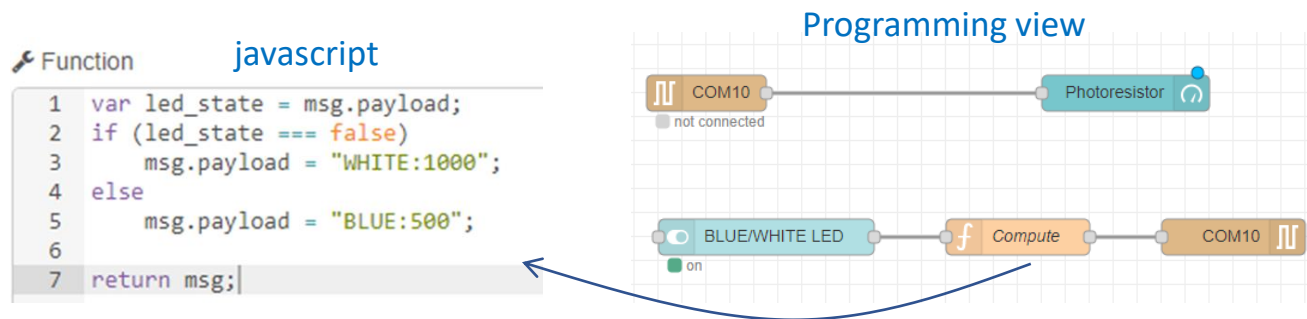 javascript
Function
1 var led_state = msg.payload;
2 if (led_state === false)
3     msg.payload = "WHITE:1000";
4 else
5     msg.payload = "BLUE:500";
6
7 return msg;
Programming view
COM10
Photoresistor
not connected
BLUE/WHITE LED
f Compute
COM10
on